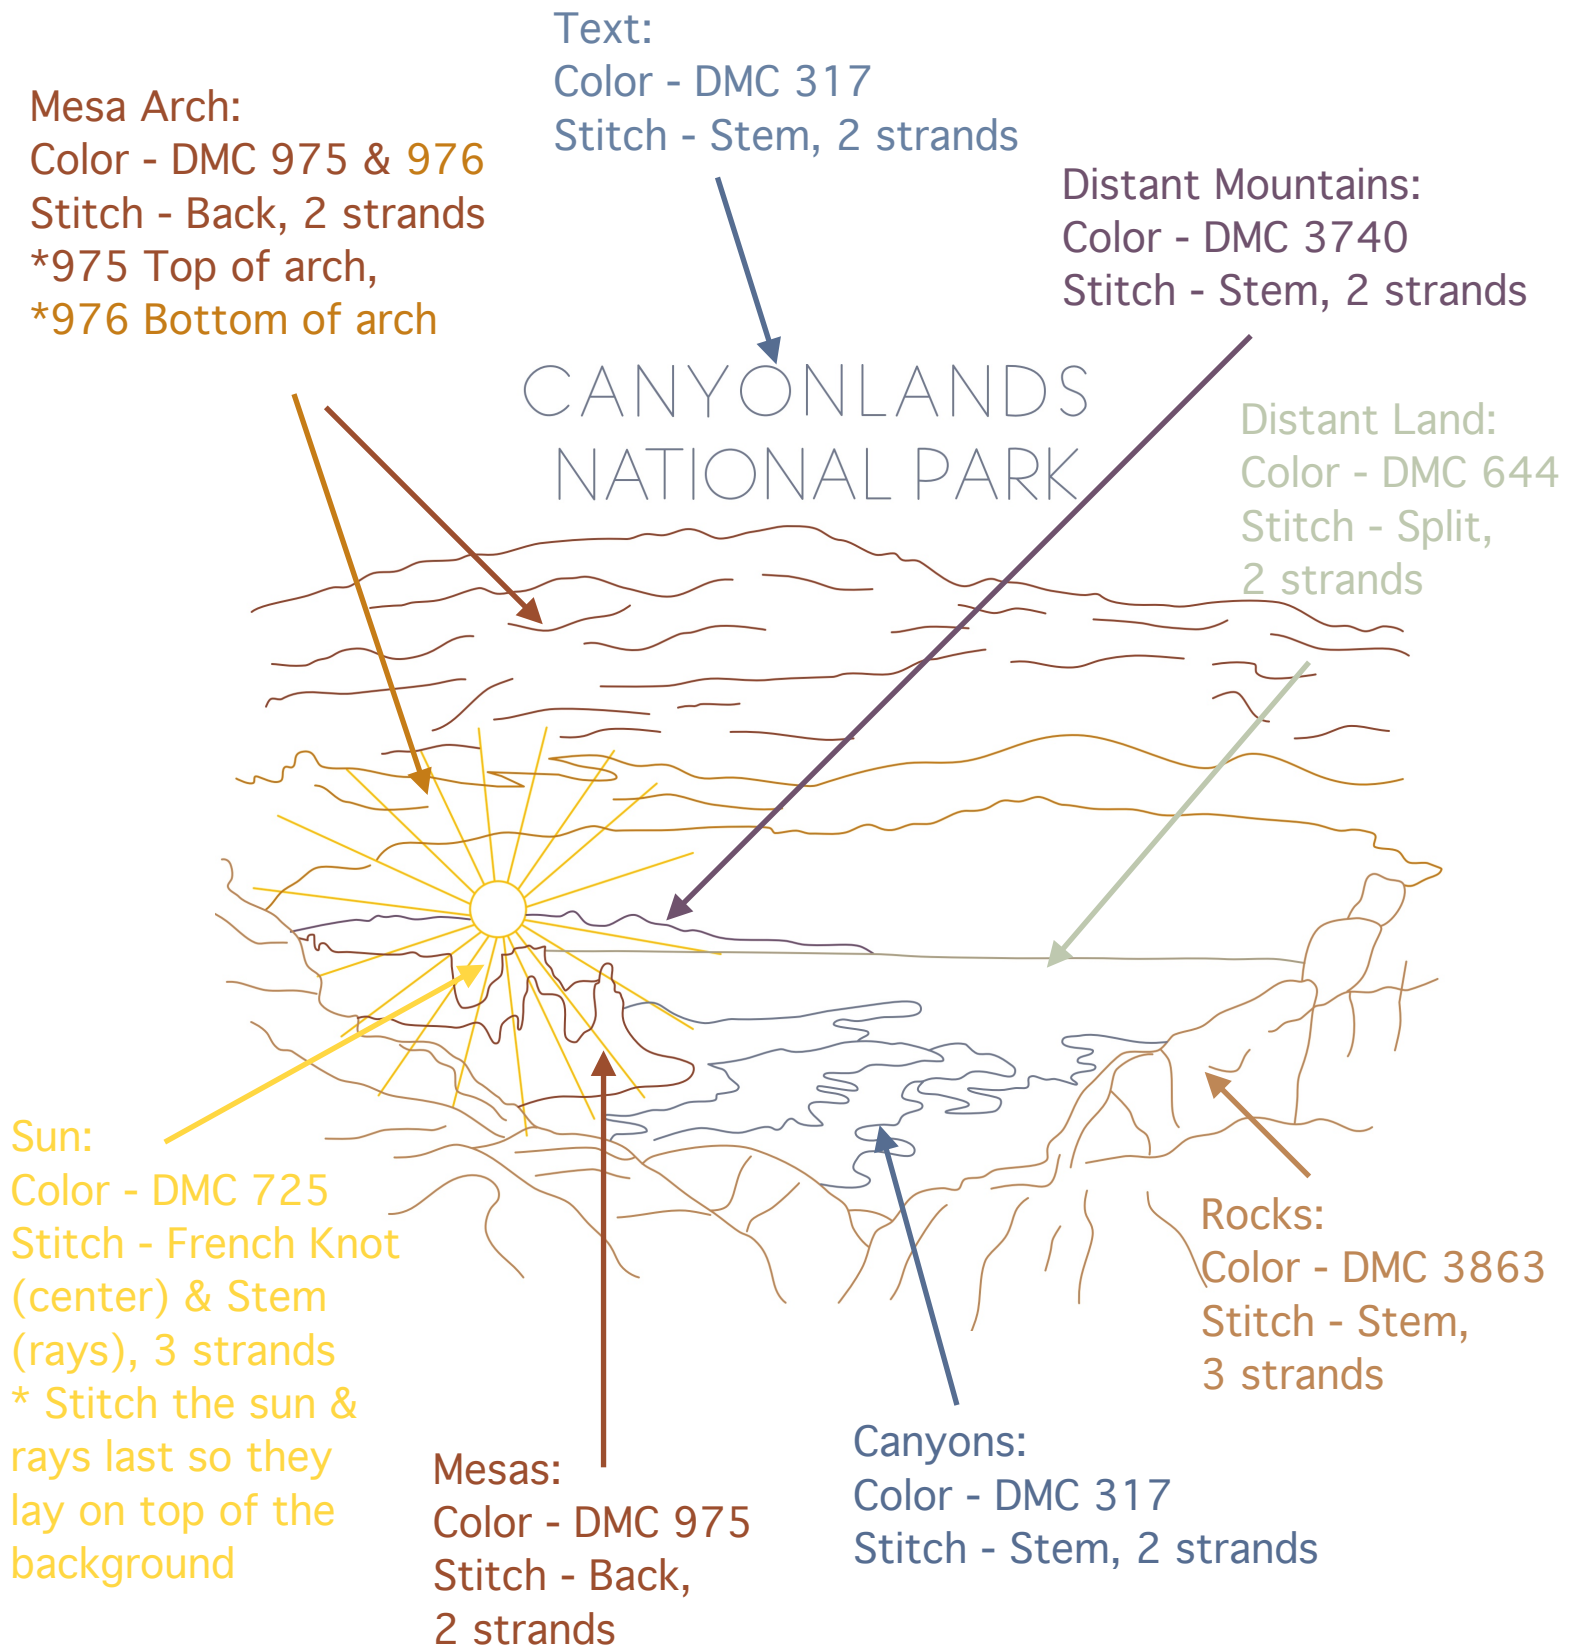 Text:
Color - DMC 317
Stitch - Stem, 2 strands
Mesa Arch:
Color - DMC 975 & 976
Stitch - Back, 2 strands
*975 Top of arch,
*976 Bottom of arch
Distant Mountains:
Color - DMC 3740
Stitch - Stem, 2 strands
CANYONLANDS
NATIONAL PARK
Distant Land:
Color - DMC 644
Stitch - Split,
2 strands
Sun:
Color - DMC 725
Stitch - French Knot
(center) & Stem
(rays), 3 strands
* Stitch the sun &
rays last so they
lay on top of the
background
Mesas:
Color - DMC 975
Stitch - Back,
2 strands
Canyons:
Color - DMC 317
Stitch - Stem, 2 strands
Rocks:
Color - DMC 3863
Stitch - Stem,
3 strands